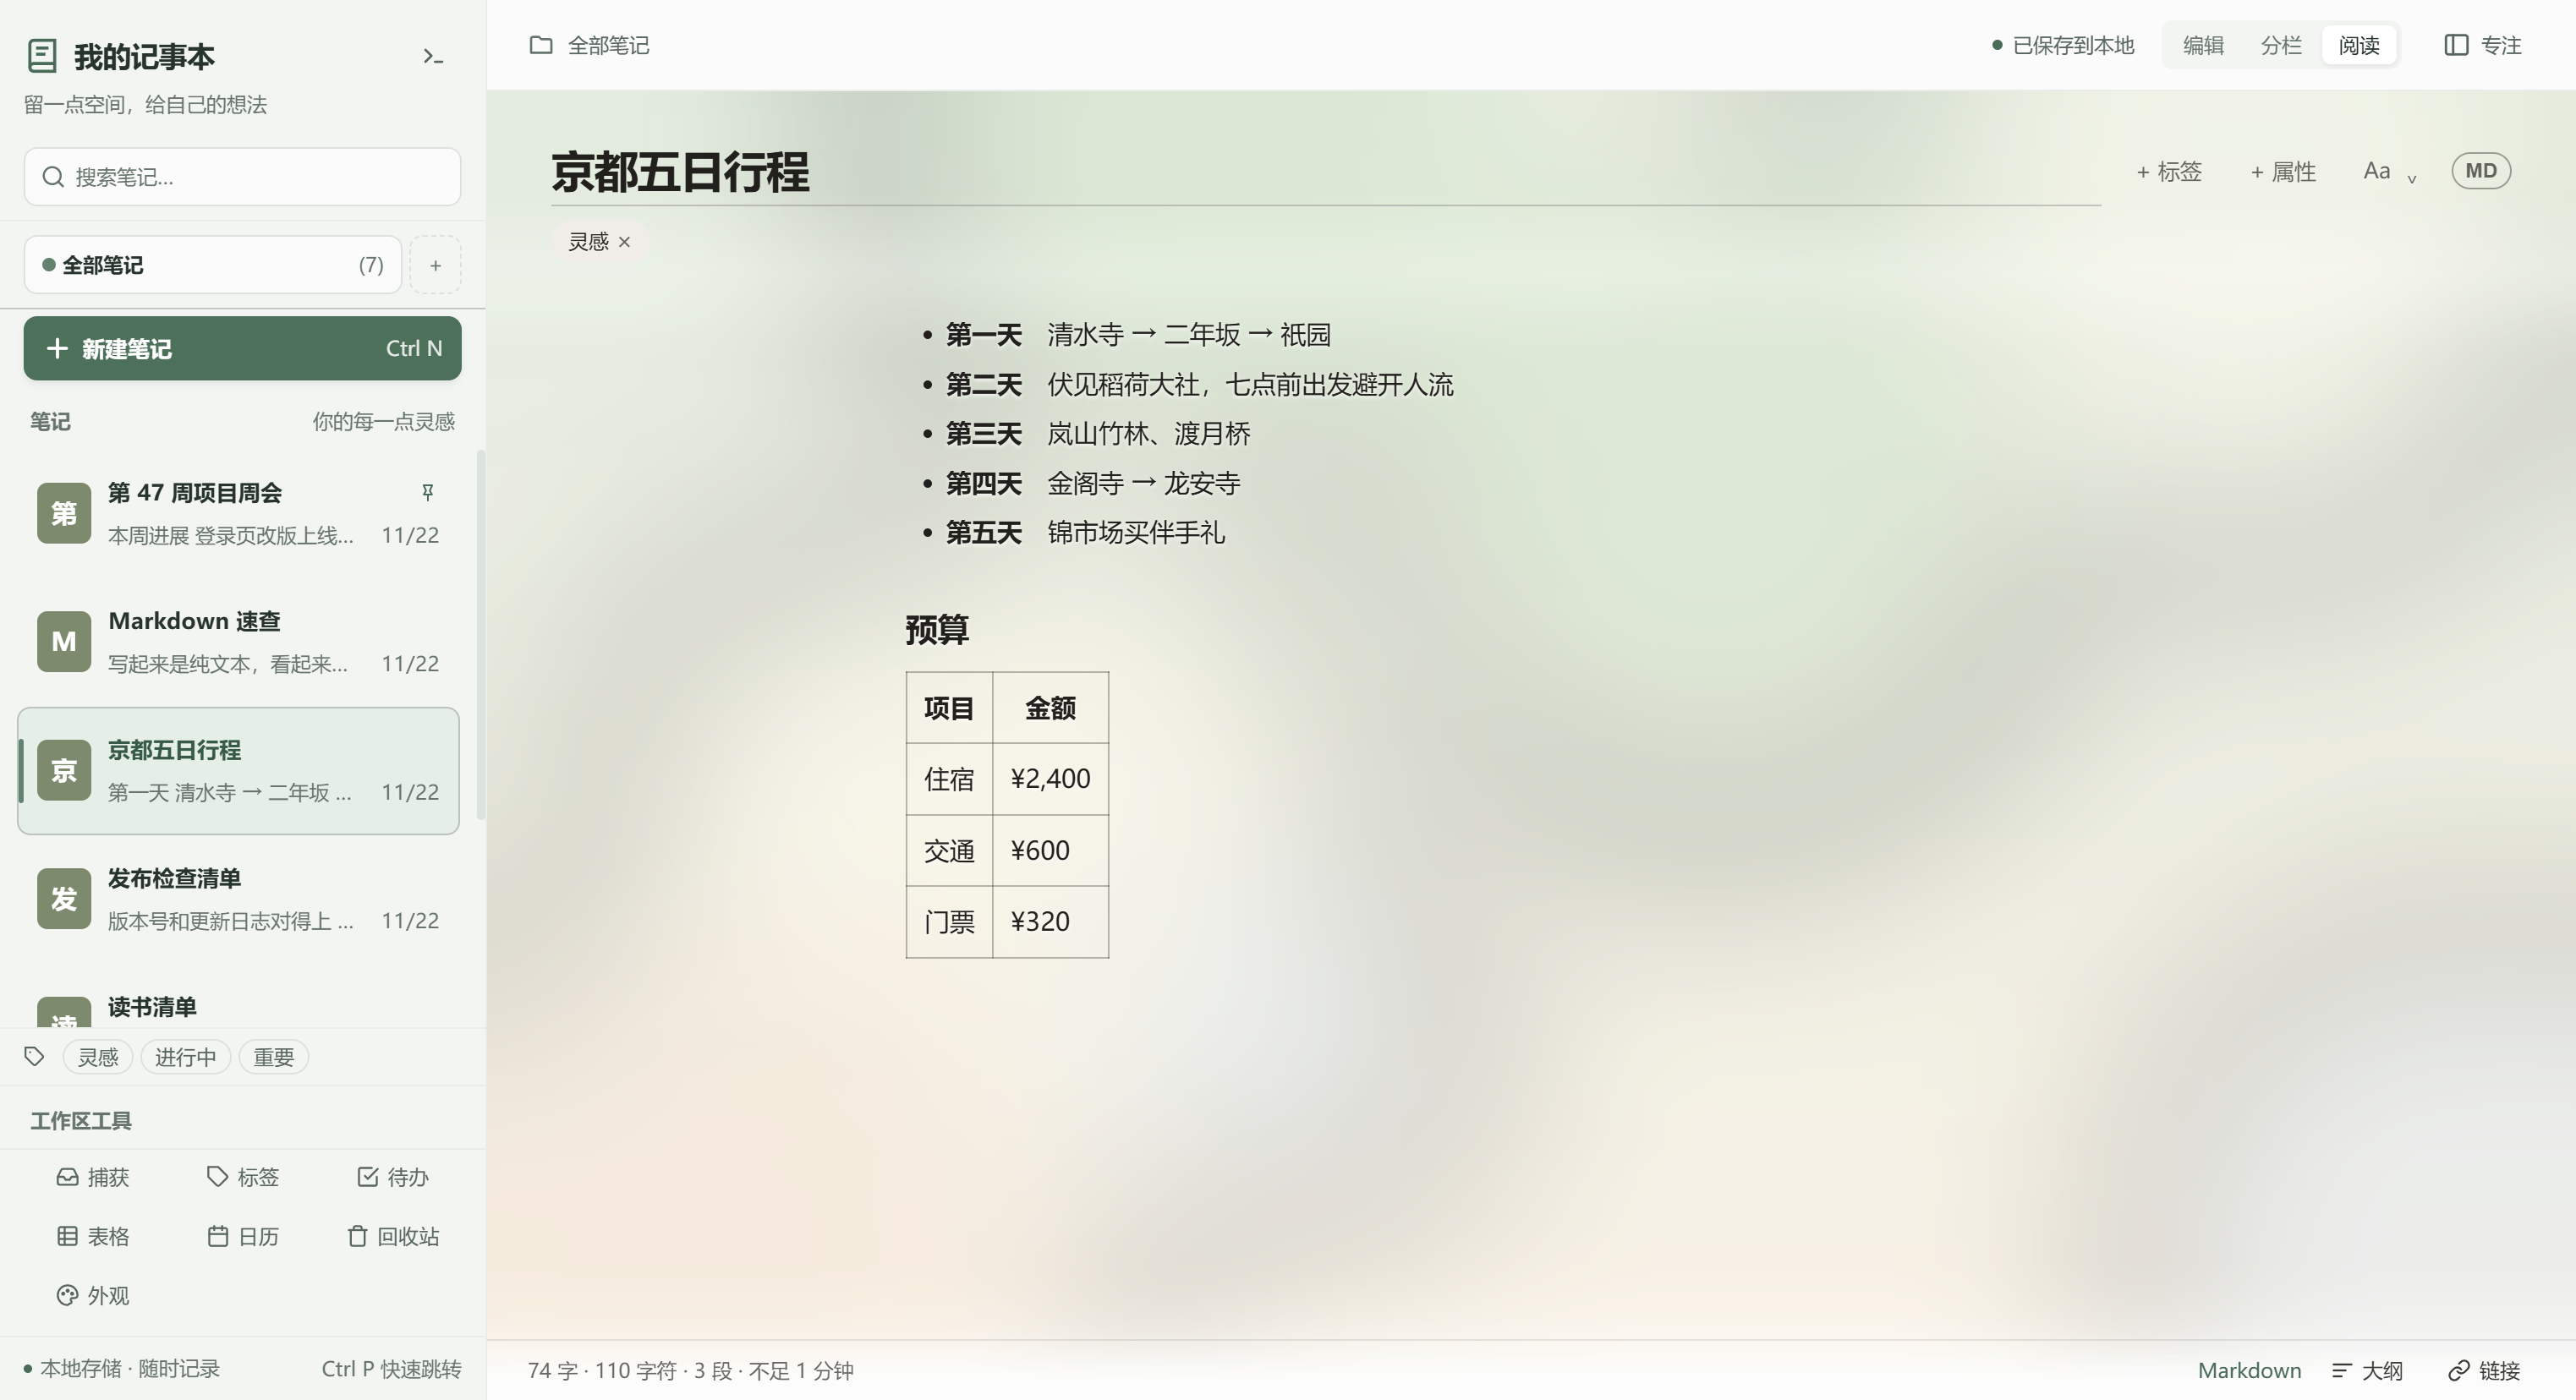 我的记事本
留一点空间，给自己的想法
搜索笔记...
全部笔记 (7) +
新建笔记 Ctrl N
笔记 你的每一点灵感
第 第 47 周项目周会
本周进展 登录页改版上线... 11/22
M Markdown 速查
写起来是纯文本，看起来... 11/22
京 京都五日行程
第一天 清水寺 → 二年坂 ... 11/22
发 发布检查清单
版本号和更新日志对得上 ... 11/22
读 读书清单
灵感 进行中 重要
工作区工具
捕获 标签 待办
表格 日历 回收站
外观
本地存储 · 随时记录 Ctrl P 快速跳转
全部笔记 已保存到本地 编辑 分栏 阅读 专注
京都五日行程 + 标签 + 属性 Aa ∨ MD
灵感 ×
• 第一天 清水寺 → 二年坂 → 祇园
• 第二天 伏见稻荷大社，七点前出发避开人流
• 第三天 岚山竹林、渡月桥
• 第四天 金阁寺 → 龙安寺
• 第五天 锦市场买伴手礼
预算
项目 金额
住宿 ¥2,400
交通 ¥600
门票 ¥320
74 字 · 110 字符 · 3 段 · 不足 1 分钟 Markdown 大纲 链接